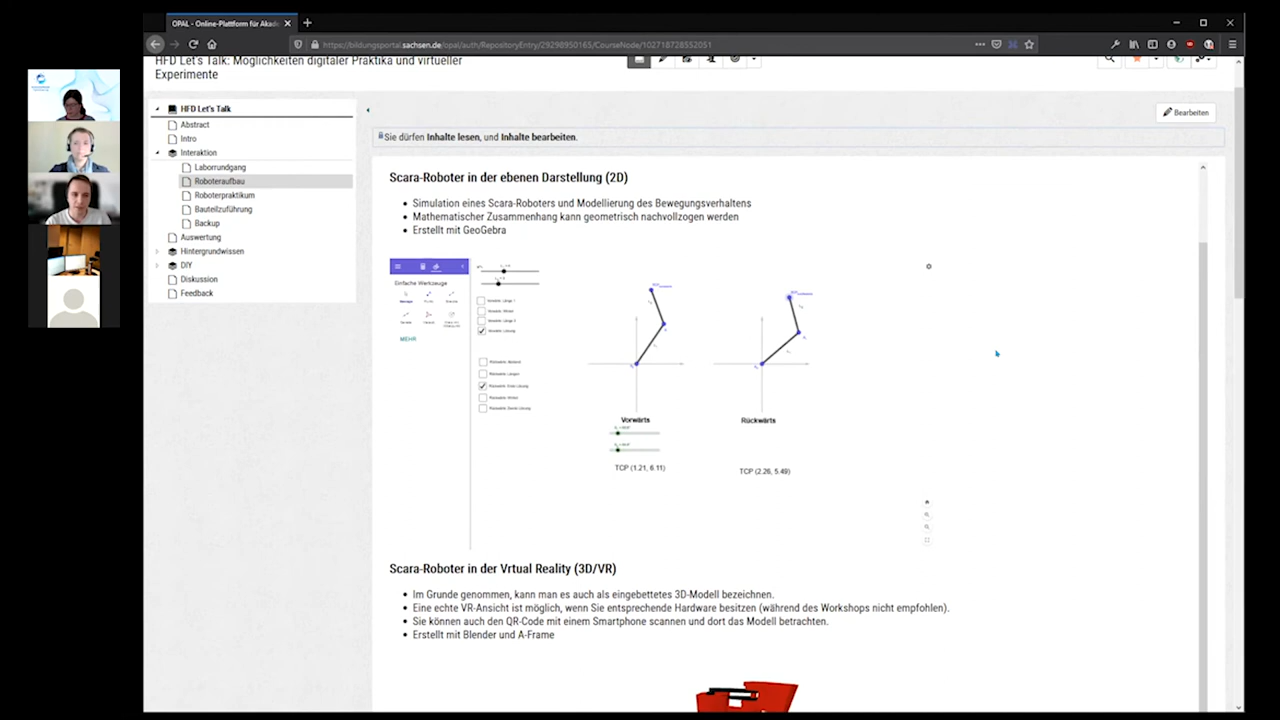 OPAL - Online-Plattform für Akade
https://bildungsportal.sachsen.de/opal/auth/RepositoryEntry/29298950165/CourseNode/102718728552051
HFD Let's Talk: Möglichkeiten digitaler Praktika und virtueller
Experimente
HFD Let's Talk
Abstract
Intro
Interaktion
Laborrundgang
Roboteraufbau
Roboterpraktikum
Bauteilzuführung
Backup
Auswertung
Hintergrundwissen
DIY
Diskussion
Feedback
Bearbeiten
Sie dürfen Inhalte lesen, und Inhalte bearbeiten.
Scara-Roboter in der ebenen Darstellung (2D)
Simulation eines Scara-Roboters und Modellierung des Bewegungsverhaltens
Mathematischer Zusammenhang kann geometrisch nachvollzogen werden
Erstellt mit GeoGebra
Einfache Werkzeuge
MEHR
Vorwärts
Rückwärts
TCP (1.21, 6.11)
TCP (2.26, 5.49)
Scara-Roboter in der Vrtual Reality (3D/VR)
Im Grunde genommen, kann man es auch als eingebettetes 3D-Modell bezeichnen.
Eine echte VR-Ansicht ist möglich, wenn Sie entsprechende Hardware besitzen (während des Workshops nicht empfohlen).
Sie können auch den QR-Code mit einem Smartphone scannen und dort das Modell betrachten.
Erstellt mit Blender und A-Frame